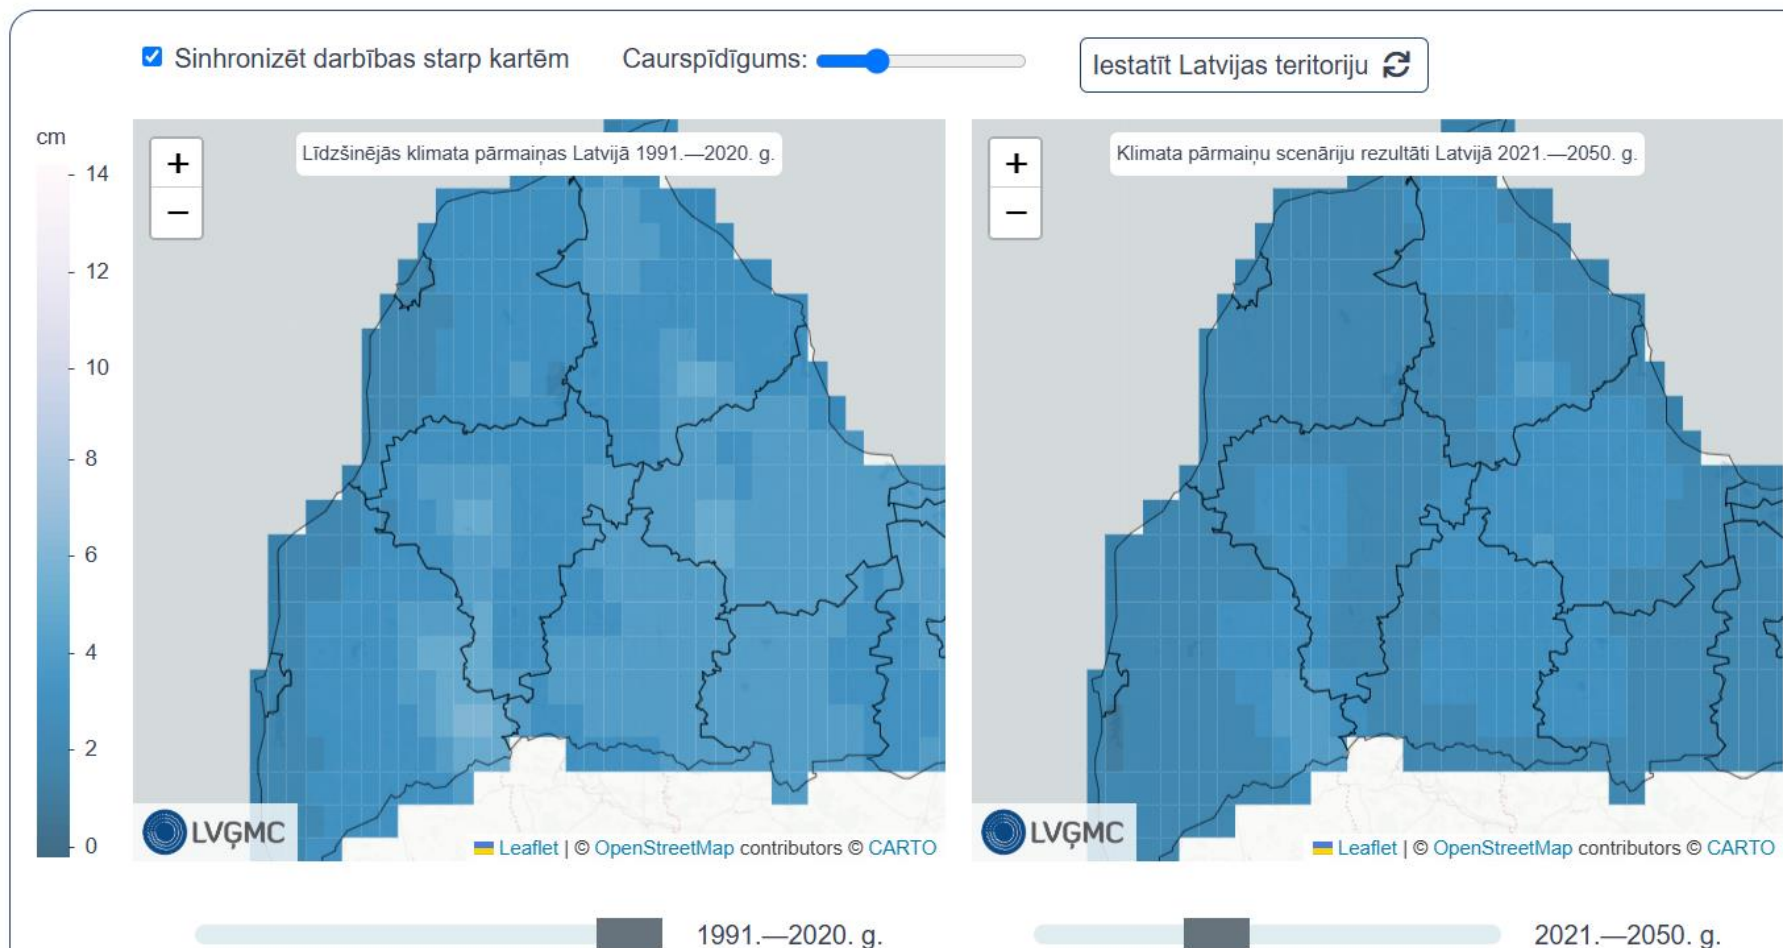 Sinhronizēt darbības starp kartēm Caurspīdīgums: Iestatīt Latvijas teritoriju
cm
14
12
10
8
6
4
2
0
+
−
Līdzšinējās klimata pārmaiņas Latvijā 1991.—2020. g.
LVĢMC
Leaflet | © OpenStreetMap contributors © CARTO
1991.—2020. g.
+
−
Klimata pārmaiņu scenāriju rezultāti Latvijā 2021.—2050. g.
LVĢMC
Leaflet | © OpenStreetMap contributors © CARTO
2021.—2050. g.